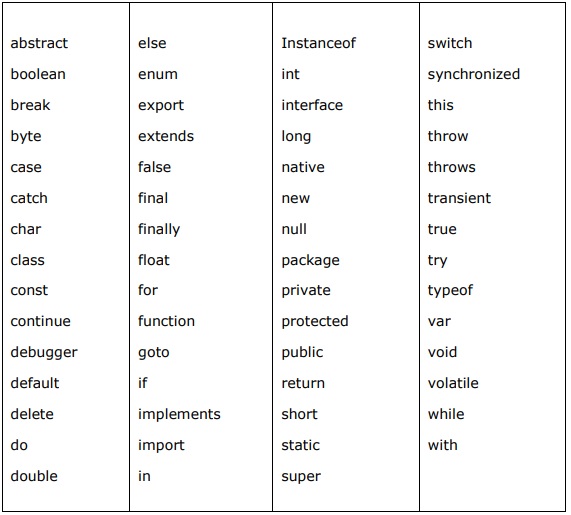 abstract else Instanceof switch
boolean enum int synchronized
break export interface this
byte extends long throw
case false native throws
catch final new transient
char finally null true
class float package try
const for private typeof
continue function protected var
debugger goto public void
default if return volatile
delete implements short while
do import static with
double in super